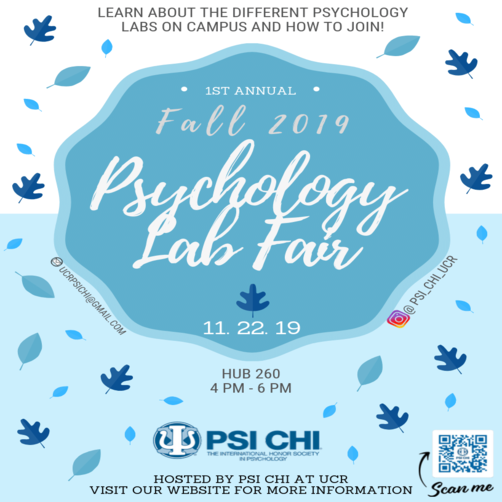 LEARN ABOUT THE DIFFERENT PSYCHOLOGY
LABS ON CAMPUS AND HOW TO JOIN!
• 1ST ANNUAL •
Fall 2019
Psychology
Lab Fair
UCRPSICHI@GMAIL.COM
@ PSI_CHI_UCR
11. 22. 19
HUB 260
4 PM - 6 PM
PSI CHI
THE INTERNATIONAL HONOR SOCIETY
IN PSYCHOLOGY
Scan me
HOSTED BY PSI CHI AT UCR
VISIT OUR WEBSITE FOR MORE INFORMATION